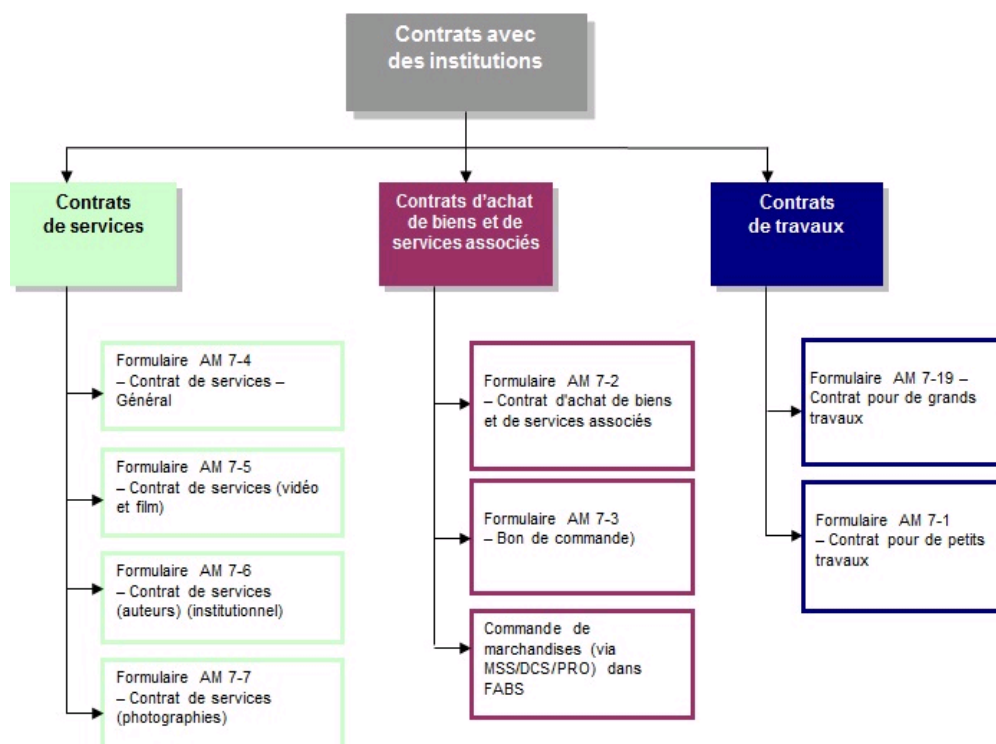 Contrats avec
des institutions
Contrats
de services
Formulaire AM 7-4
– Contrat de services –
Général
Formulaire AM 7-5
– Contrat de services (vidéo
et film)
Formulaire AM 7-6
– Contrat de services
(auteurs) (institutionnel)
Formulaire AM 7-7
– Contrat de services
(photographies)
Contrats d'achat
de biens et de
services associés
Formulaire AM 7-2
– Contrat d'achat de biens
et de services associés
Formulaire AM 7-3
– Bon de commande)
Commande de
marchandises (via
MSS/DCS/PRO) dans
FABS
Contrats
de travaux
Formulaire AM 7-19 –
Contrat pour de grands
travaux
Formulaire AM 7-1
– Contrat pour de petits
travaux